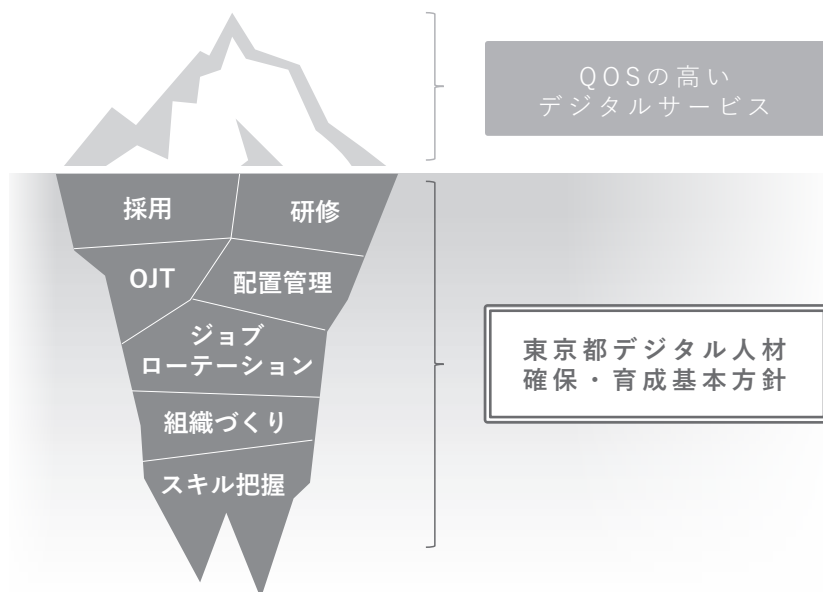 QOSの高い
デジタルサービス
採用
研修
OJT
配置管理
ジョブ
ローテーション
東京都デジタル人材
確保・育成基本方針
組織づくり
スキル把握